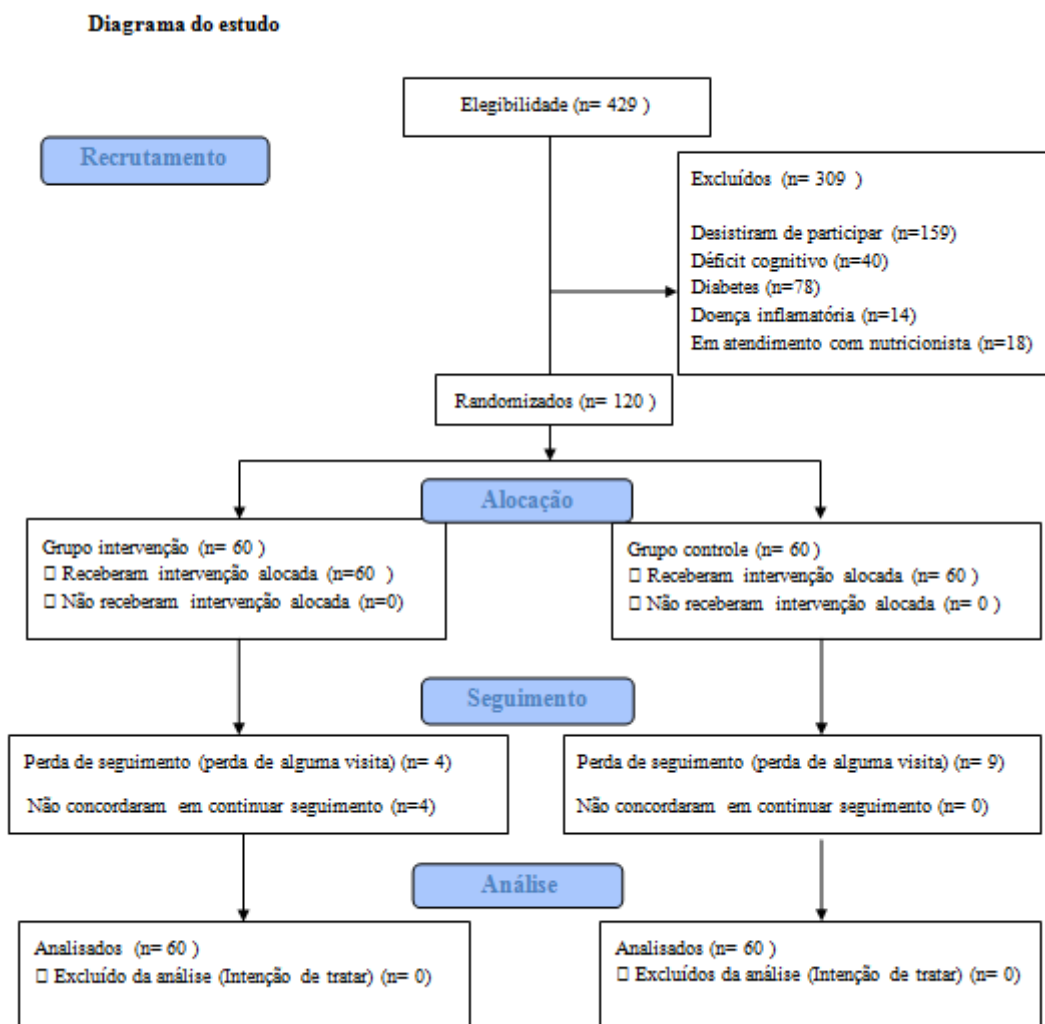 Diagrama do estudo
Elegibilidade (n= 429 )
Recrutamento
Excluídos (n= 309 )
Desistiram de participar (n=159)
Déficit cognitivo (n=40)
Diabetes (n=78)
Doença inflamatória (n=14)
Em atendimento com nutricionista (n=18)
Randomizados (n= 120 )
Alocação
Grupo intervenção (n= 60 )
□ Receberam intervenção alocada (n=60 )
□ Não receberam intervenção alocada (n=0)
Grupo controle (n= 60 )
□ Receberam intervenção alocada (n= 60 )
□ Não receberam intervenção alocada (n= 0 )
Seguimento
Perda de seguimento (perda de alguma visita) (n= 4)
Não concordaram em continuar seguimento (n=4)
Perda de seguimento (perda de alguma visita) (n= 9)
Não concordaram em continuar seguimento (n= 0)
Análise
Analisados (n= 60 )
□ Excluído da análise (Intenção de tratar) (n= 0)
Analisados (n= 60 )
□ Excluídos da análise (Intenção de tratar) (n= 0)